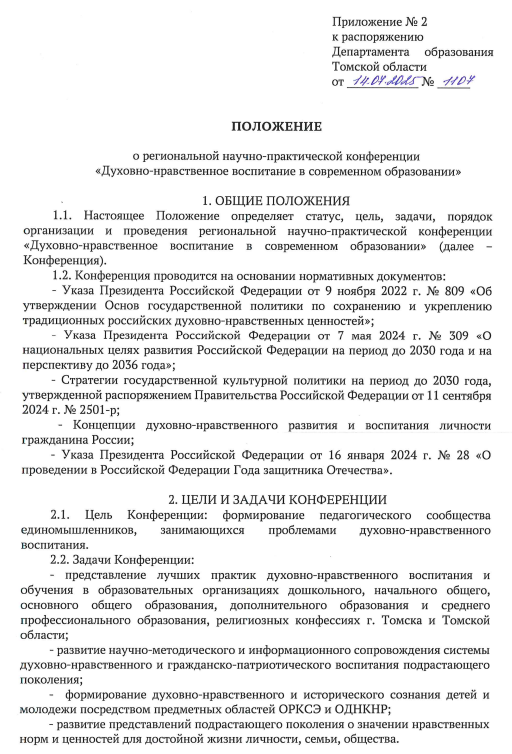 Приложение № 2
к распоряжению
Департамента образования
Томской области
от 14.07.2025 № 1107
ПОЛОЖЕНИЕ
о региональной научно-практической конференции
«Духовно-нравственное воспитание в современном образовании»
1. ОБЩИЕ ПОЛОЖЕНИЯ
1.1. Настоящее Положение определяет статус, цель, задачи, порядок
организации и проведения региональной научно-практической конференции
«Духовно-нравственное воспитание в современном образовании» (далее –
Конференция).
1.2. Конференция проводится на основании нормативных документов:
- Указа Президента Российской Федерации от 9 ноября 2022 г. № 809 «Об
утверждении Основ государственной политики по сохранению и укреплению
традиционных российских духовно-нравственных ценностей»;
- Указа Президента Российской Федерации от 7 мая 2024 г. № 309 «О
национальных целях развития Российской Федерации на период до 2030 года и на
перспективу до 2036 года»;
- Стратегии государственной культурной политики на период до 2030 года,
утвержденной распоряжением Правительства Российской Федерации от 11 сентября
2024 г. № 2501-р;
- Концепции духовно-нравственного развития и воспитания личности
гражданина России;
- Указа Президента Российской Федерации от 16 января 2024 г. № 28 «О
проведении в Российской Федерации Года защитника Отечества».
2. ЦЕЛИ И ЗАДАЧИ КОНФЕРЕНЦИИ
2.1. Цель Конференции: формирование педагогического сообщества
единомышленников, занимающихся проблемами духовно-нравственного
воспитания.
2.2. Задачи Конференции:
- представление лучших практик духовно-нравственного воспитания и
обучения в образовательных организациях дошкольного, начального общего,
основного общего образования, дополнительного образования и среднего
профессионального образования, религиозных конфессиях г. Томска и Томской
области;
- развитие научно-методического и информационного сопровождения системы
духовно-нравственного и гражданско-патриотического воспитания подрастающего
поколения;
- формирование духовно-нравственного и исторического сознания детей и
молодежи посредством предметных областей ОРКСЭ и ОДНКНР;
- развитие представлений подрастающего поколения о значении нравственных
норм и ценностей для достойной жизни личности, семьи, общества.